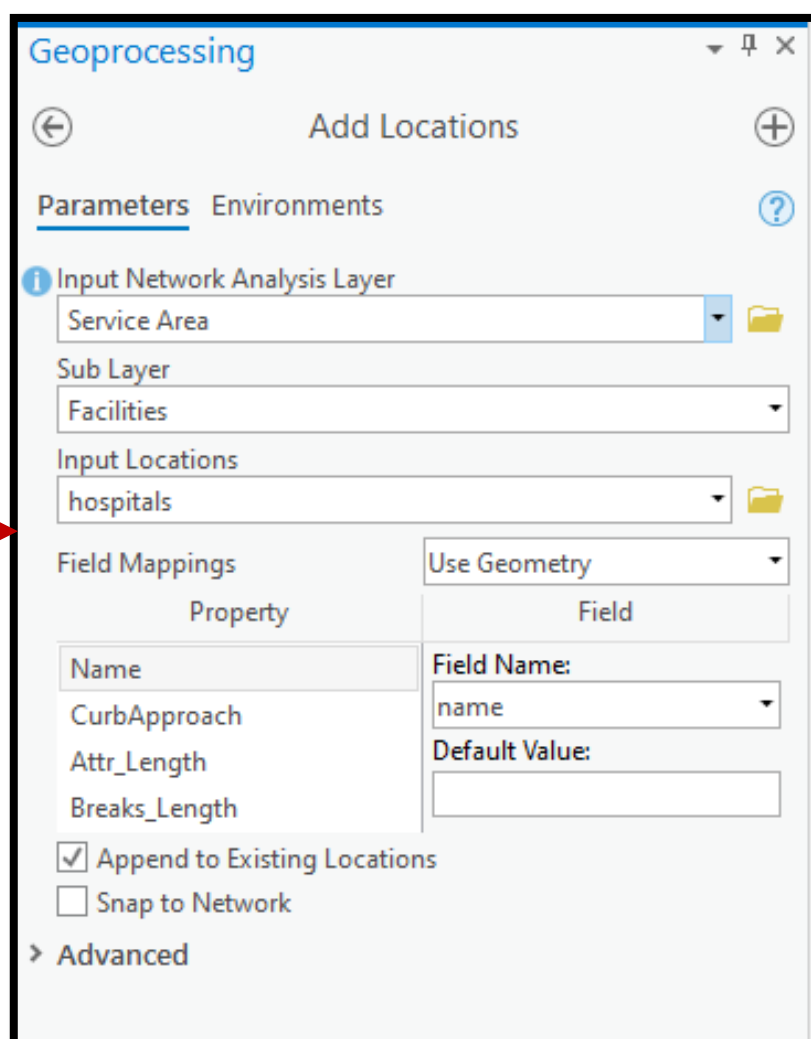 Geoprocessing
Add Locations
Parameters Environments
Input Network Analysis Layer
Service Area
Sub Layer
Facilities
Input Locations
hospitals
Field Mappings Use Geometry
Property Field
Name
CurbApproach
Attr_Length
Breaks_Length
Field Name:
name
Default Value:
Append to Existing Locations
Snap to Network
Advanced